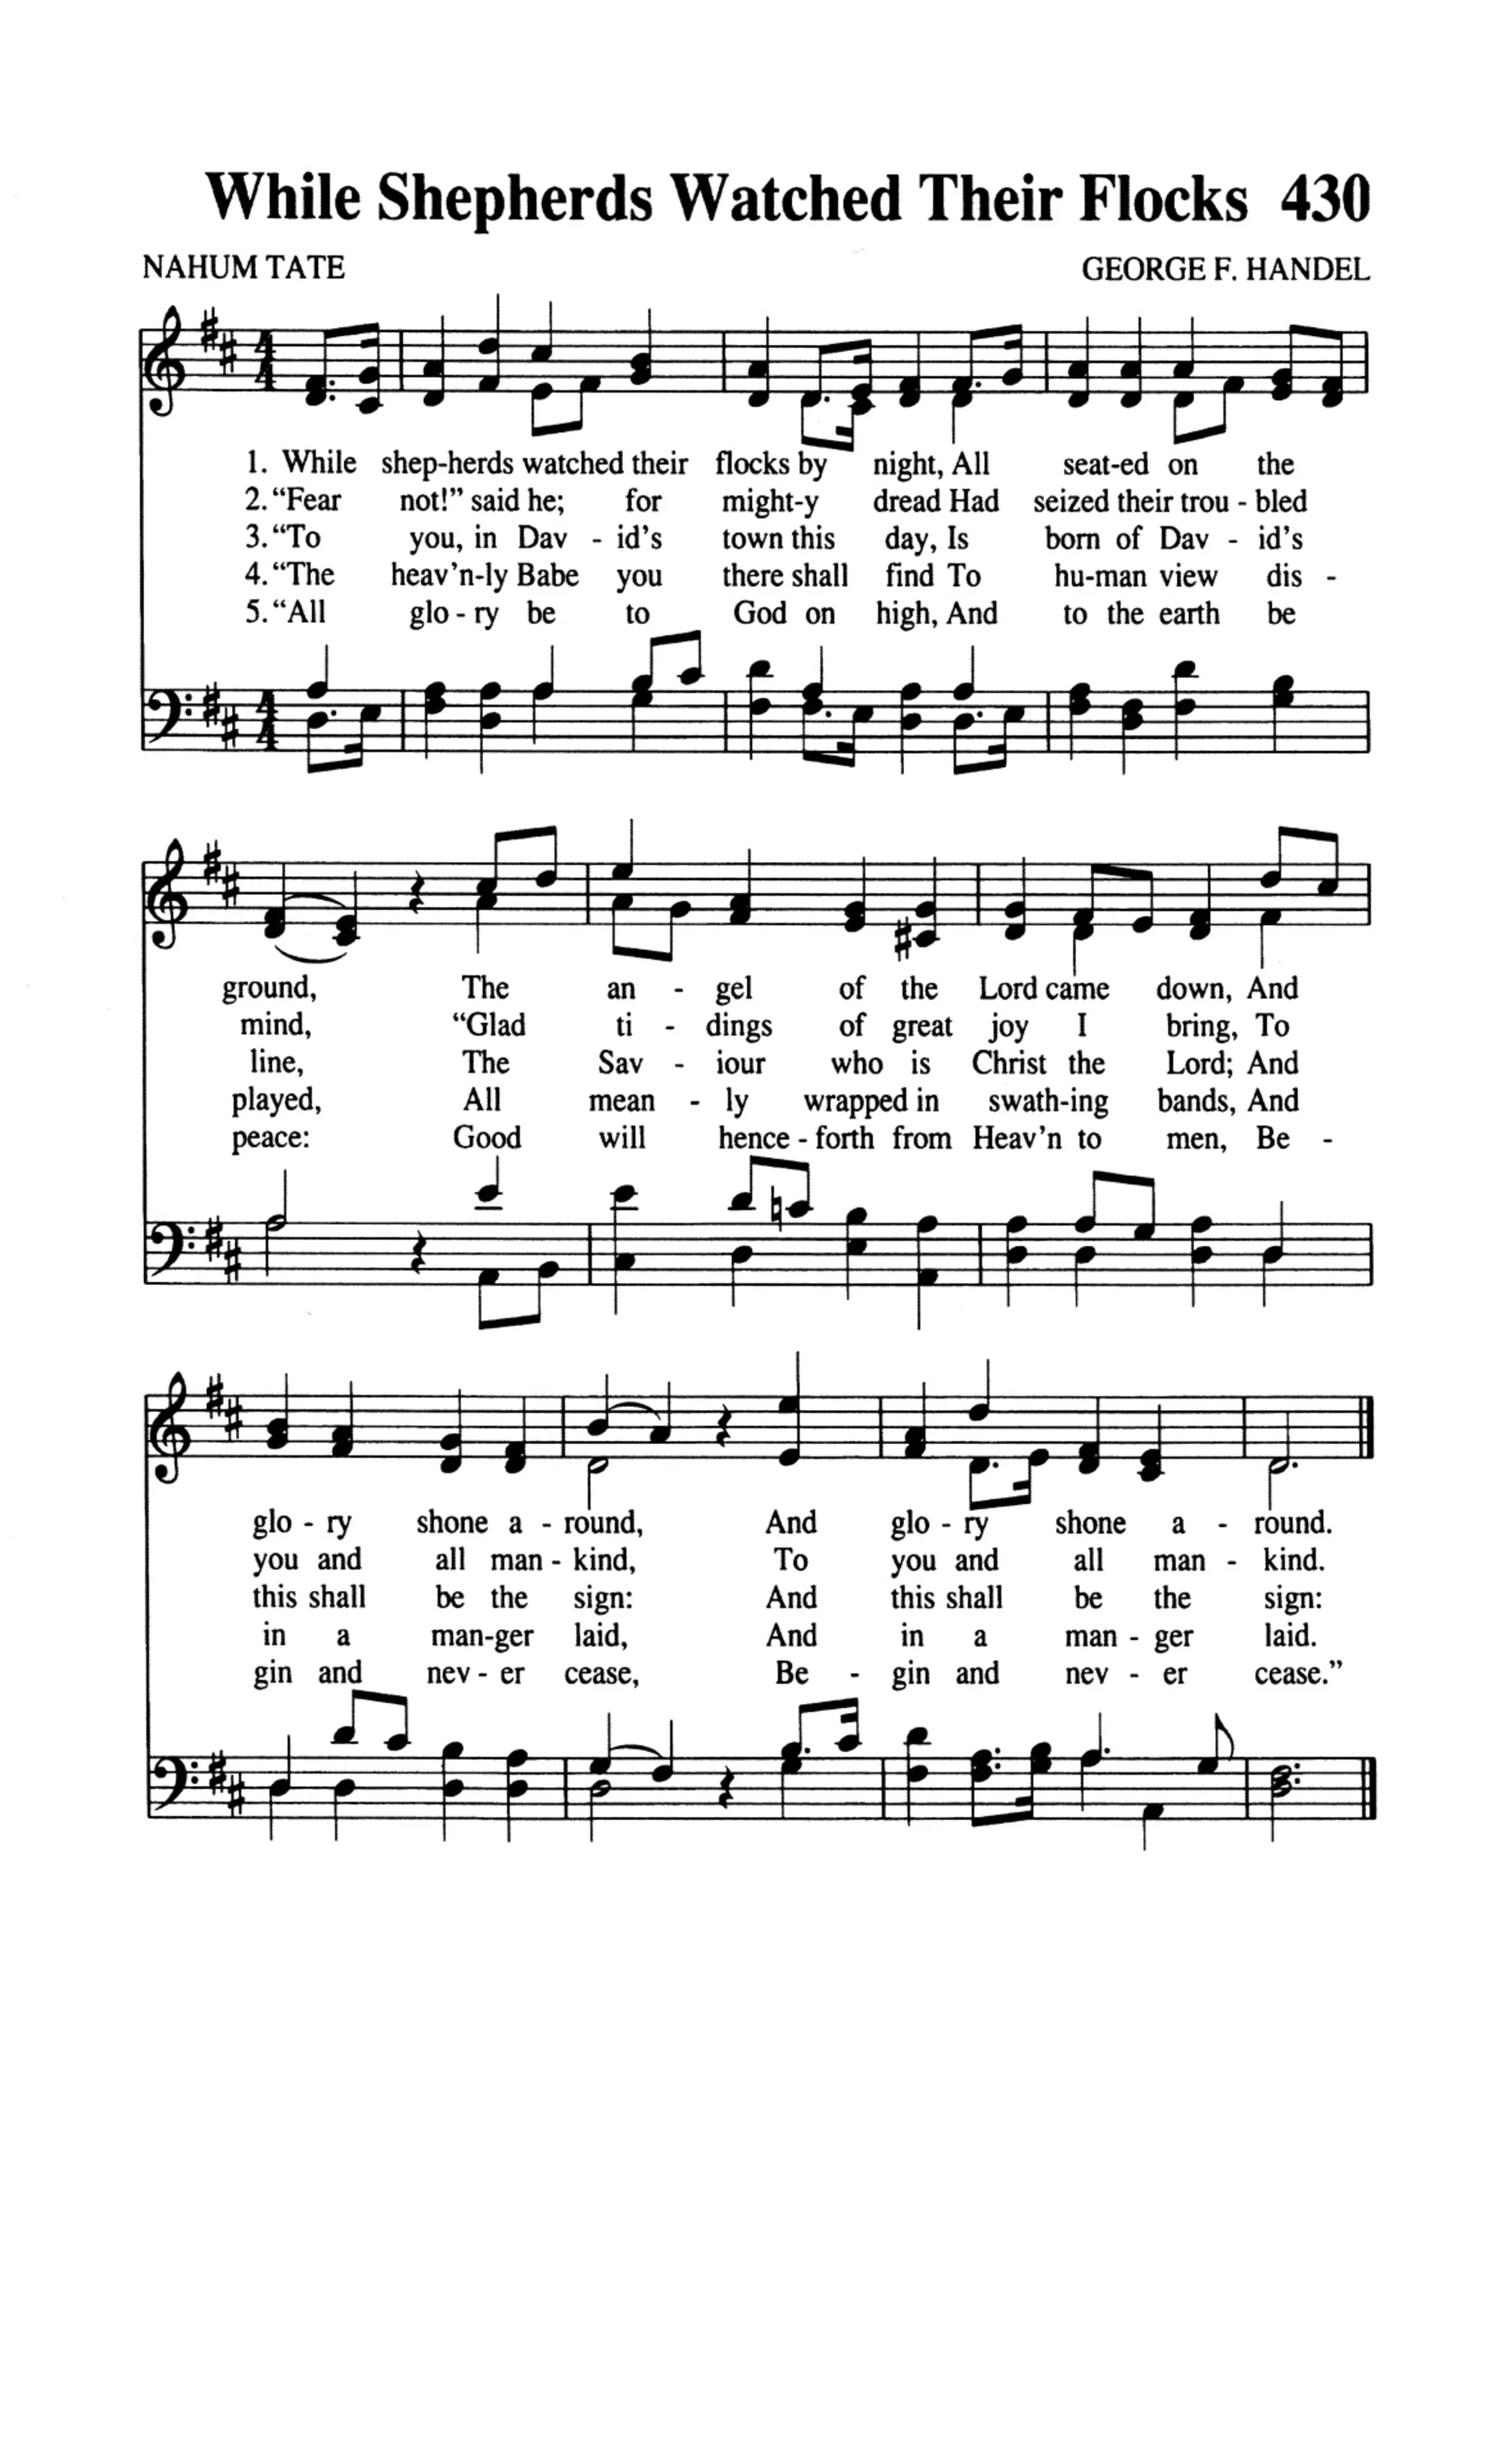 While Shepherds Watched Their Flocks 430
NAHUM TATE GEORGE F. HANDEL
4 4
1. While shep-herds watched their flocks by night, All seat-ed on the
2. “Fear not!” said he; for might-y dread Had seized their trou - bled
3. “To you, in Dav - id’s town this day, Is born of Dav - id’s
4. “The heav’n-ly Babe you there shall find To hu-man view dis -
5. “All glo - ry be to God on high, And to the earth be
4 4
ground, The an - gel of the Lord came down, And
mind, “Glad ti - dings of great joy I bring, To
line, The Sav - iour who is Christ the Lord; And
played, All mean - ly wrapped in swath-ing bands, And
peace: Good will hence - forth from Heav’n to men, Be -
glo - ry shone a - round, And glo - ry shone a - round.
you and all man - kind, To you and all man - kind.
this shall be the sign: And this shall be the sign:
in a man-ger laid, And in a man - ger laid.
gin and nev - er cease, Be - gin and nev - er cease.”